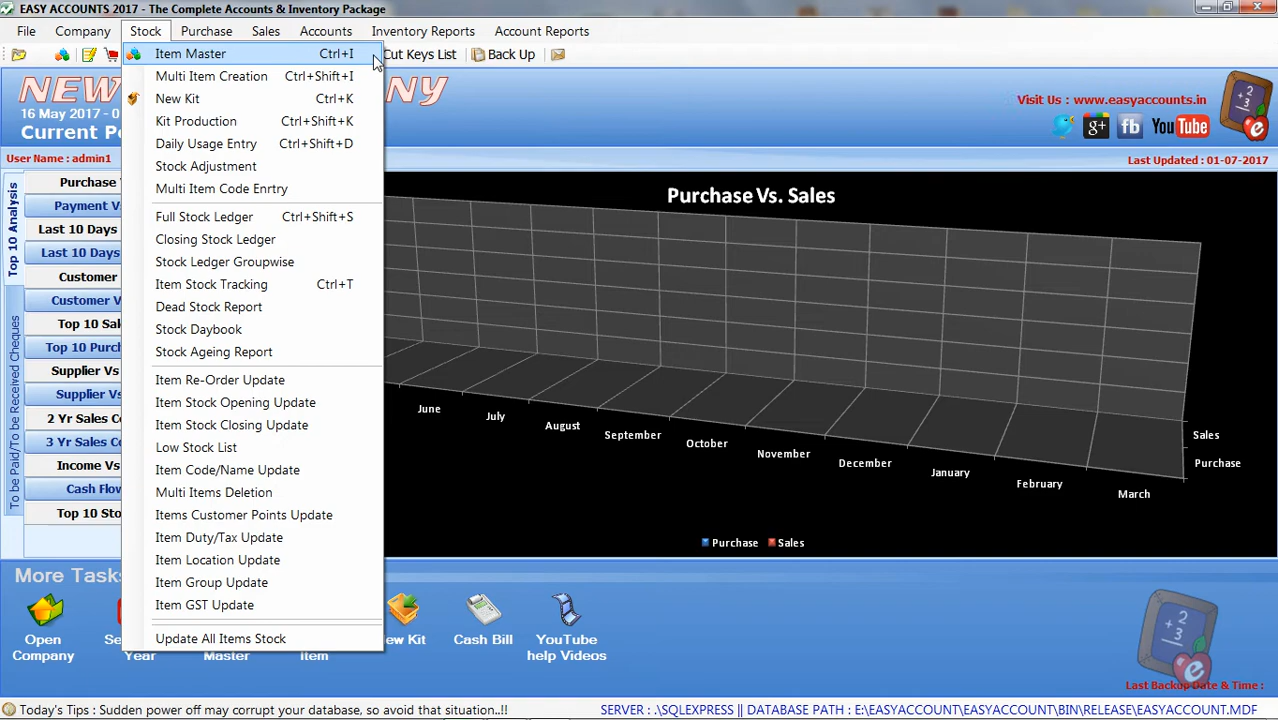 EASY ACCOUNTS 2017 - The Complete Accounts & Inventory Package
File Company Stock Purchase Sales Accounts Inventory Reports Account Reports
Cut Keys List Back Up
Item Master Ctrl+I
Multi Item Creation Ctrl+Shift+I
New Kit Ctrl+K
Kit Production Ctrl+Shift+K
Daily Usage Entry Ctrl+Shift+D
Stock Adjustment
Multi Item Code Enrtry
Full Stock Ledger Ctrl+Shift+S
Closing Stock Ledger
Stock Ledger Groupwise
Item Stock Tracking Ctrl+T
Dead Stock Report
Stock Daybook
Stock Ageing Report
Item Re-Order Update
Item Stock Opening Update
Item Stock Closing Update
Low Stock List
Item Code/Name Update
Multi Items Deletion
Items Customer Points Update
Item Duty/Tax Update
Item Location Update
Item Group Update
Item GST Update
Update All Items Stock
NEW NY
16 May 2017 - 0
Current Pe
Visit Us : www.easyaccounts.in
You Tube
User Name : admin1
Last Updated : 01-07-2017
Top 10 Analysis
To be Paid/To be Received Cheques
Purchase
Payment V
Last 10 Days
Last 10 Days
Customer
Customer V
Top 10 Sal
Top 10 Purch
Supplier Vs
Supplier Vs
2 Yr Sales C
3 Yr Sales C
Income Vs
Cash Flow
Top 10 Sto
Purchase Vs. Sales
June
July
August
September
October
November
December
January
February
March
Sales
Purchase
Purchase Sales
More Tasks
Open Company
Se Year
Master
Item
ew Kit
Cash Bill
YouTube help Videos
Last Backup Date & Time :
Today's Tips : Sudden power off may corrupt your database, so avoid that situation..!!
SERVER : .\SQLEXPRESS || DATABASE PATH : E:\EASYACCOUNT\EASYACCOUNT\BIN\RELEASE\EASYACCOUNT.MDF